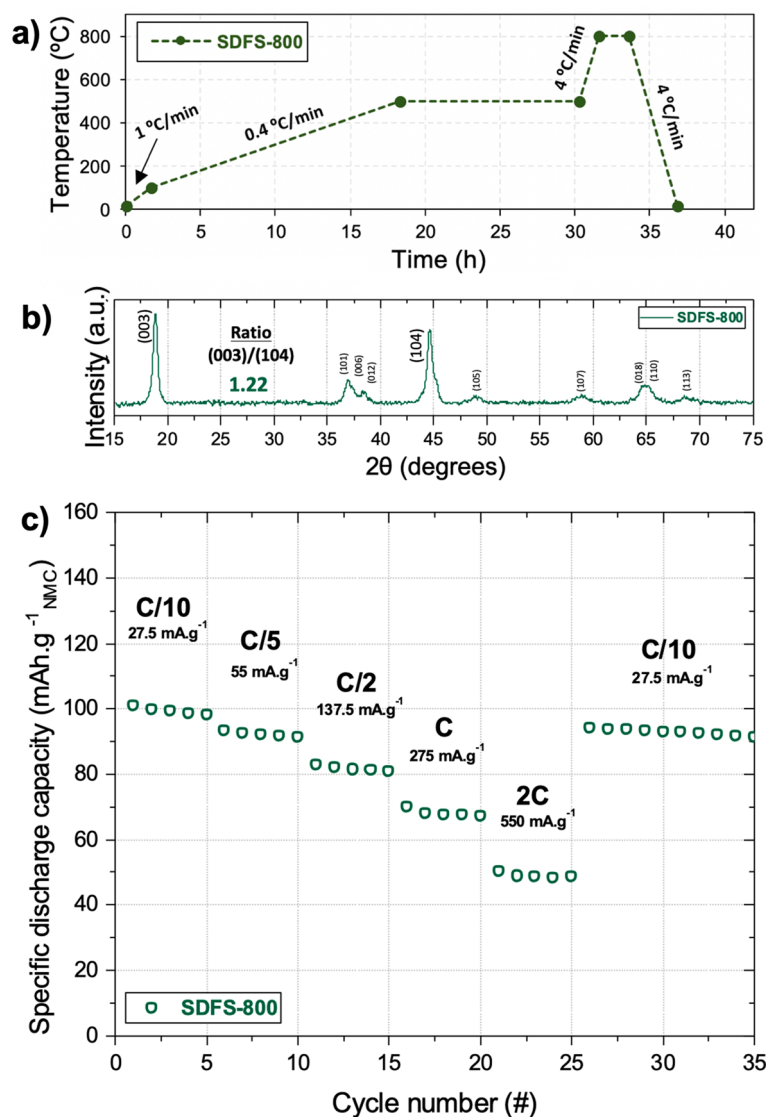 a)
SDFS-800
Temperature (ºC)
800
600
400
200
0
1 ºC/min
0.4 ºC/min
4 ºC/min
4 ºC/min
0 5 10 15 20 25 30 35 40
Time (h)
b)
Intensity (a.u.)
(003)
Ratio
(003)/(104)
1.22
(101)
(006)
(012)
(104)
(105)
(107)
(018)
(110)
(113)
SDFS-800
15 19 25 30 35 40 45 50 55 60 65 70 75
2θ (degrees)
c)
Specific discharge capacity (mAh.g⁻¹ NMC)
160
140
120
100
80
60
40
20
0
C/10
27.5 mA.g⁻¹
C/5
55 mA.g⁻¹
C/2
137.5 mA.g⁻¹
C
275 mA.g⁻¹
2C
550 mA.g⁻¹
C/10
27.5 mA.g⁻¹
SDFS-800
0 5 10 15 20 25 30 35
Cycle number (#)